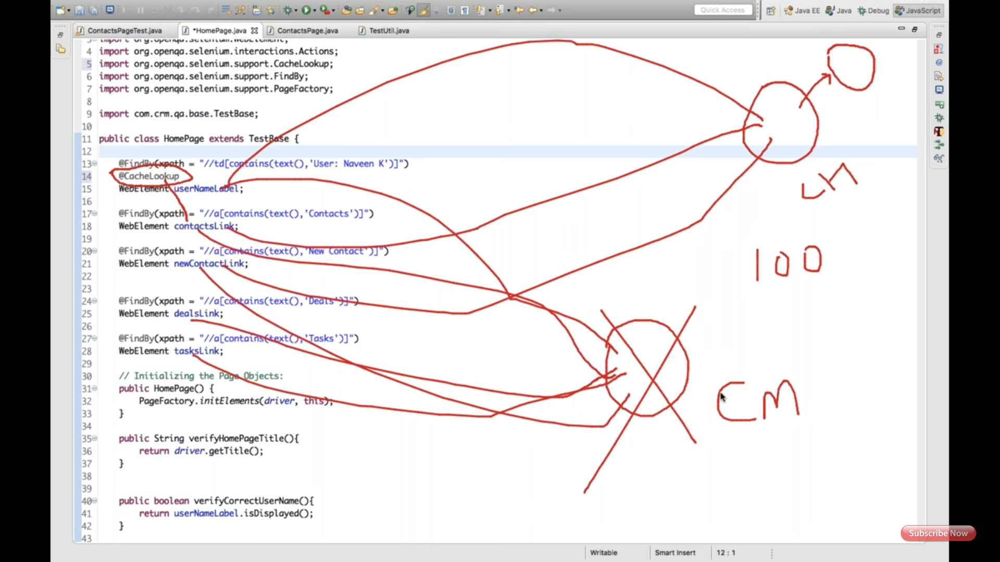 Quick Access
Java EE
Java
Debug
JavaScript
ContactsPageTest.java
*HomePage.java
ContactsPage.java
TestUtil.java
3 import org.openqa.selenium.WebElement;
4 import org.openqa.selenium.interactions.Actions;
5 import org.openqa.selenium.support.CacheLookup;
6 import org.openqa.selenium.support.FindBy;
7 import org.openqa.selenium.support.PageFactory;
8
9 import com.crm.qa.base.TestBase;
10
11 public class HomePage extends TestBase {
12
13 @FindBy(xpath = "//td[contains(text(),'User: Naveen K')]")
14 @CacheLookup
15 WebElement userNameLabel;
16
17 @FindBy(xpath = "//a[contains(text(),'Contacts')]")
18 WebElement contactsLink;
19
20 @FindBy(xpath = "//a[contains(text(),'New Contact')]")
21 WebElement newContactLink;
22
23
24 @FindBy(xpath = "//a[contains(text(),'Deals')]")
25 WebElement dealsLink;
26
27 @FindBy(xpath = "//a[contains(text(),'Tasks')]")
28 WebElement tasksLink;
29
30 // Initializing the Page Objects:
31 public HomePage() {
32 PageFactory.initElements(driver, this);
33 }
34
35 public String verifyHomePageTitle(){
36 return driver.getTitle();
37 }
38
39
40 public boolean verifyCorrectUserName(){
41 return userNameLabel.isDisplayed();
42 }
43
LM
100
CM
Subscribe Now
Writable
Smart Insert
12 : 1